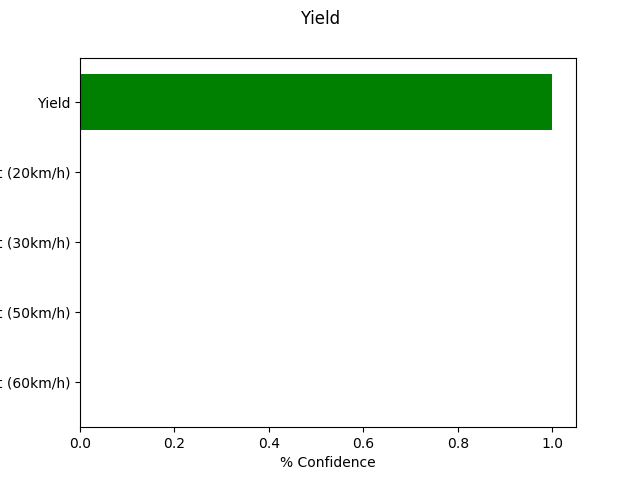 Yield
Yield
t (20km/h)
t (30km/h)
t (50km/h)
t (60km/h)
0.0 0.2 0.4 0.6 0.8 1.0
% Confidence